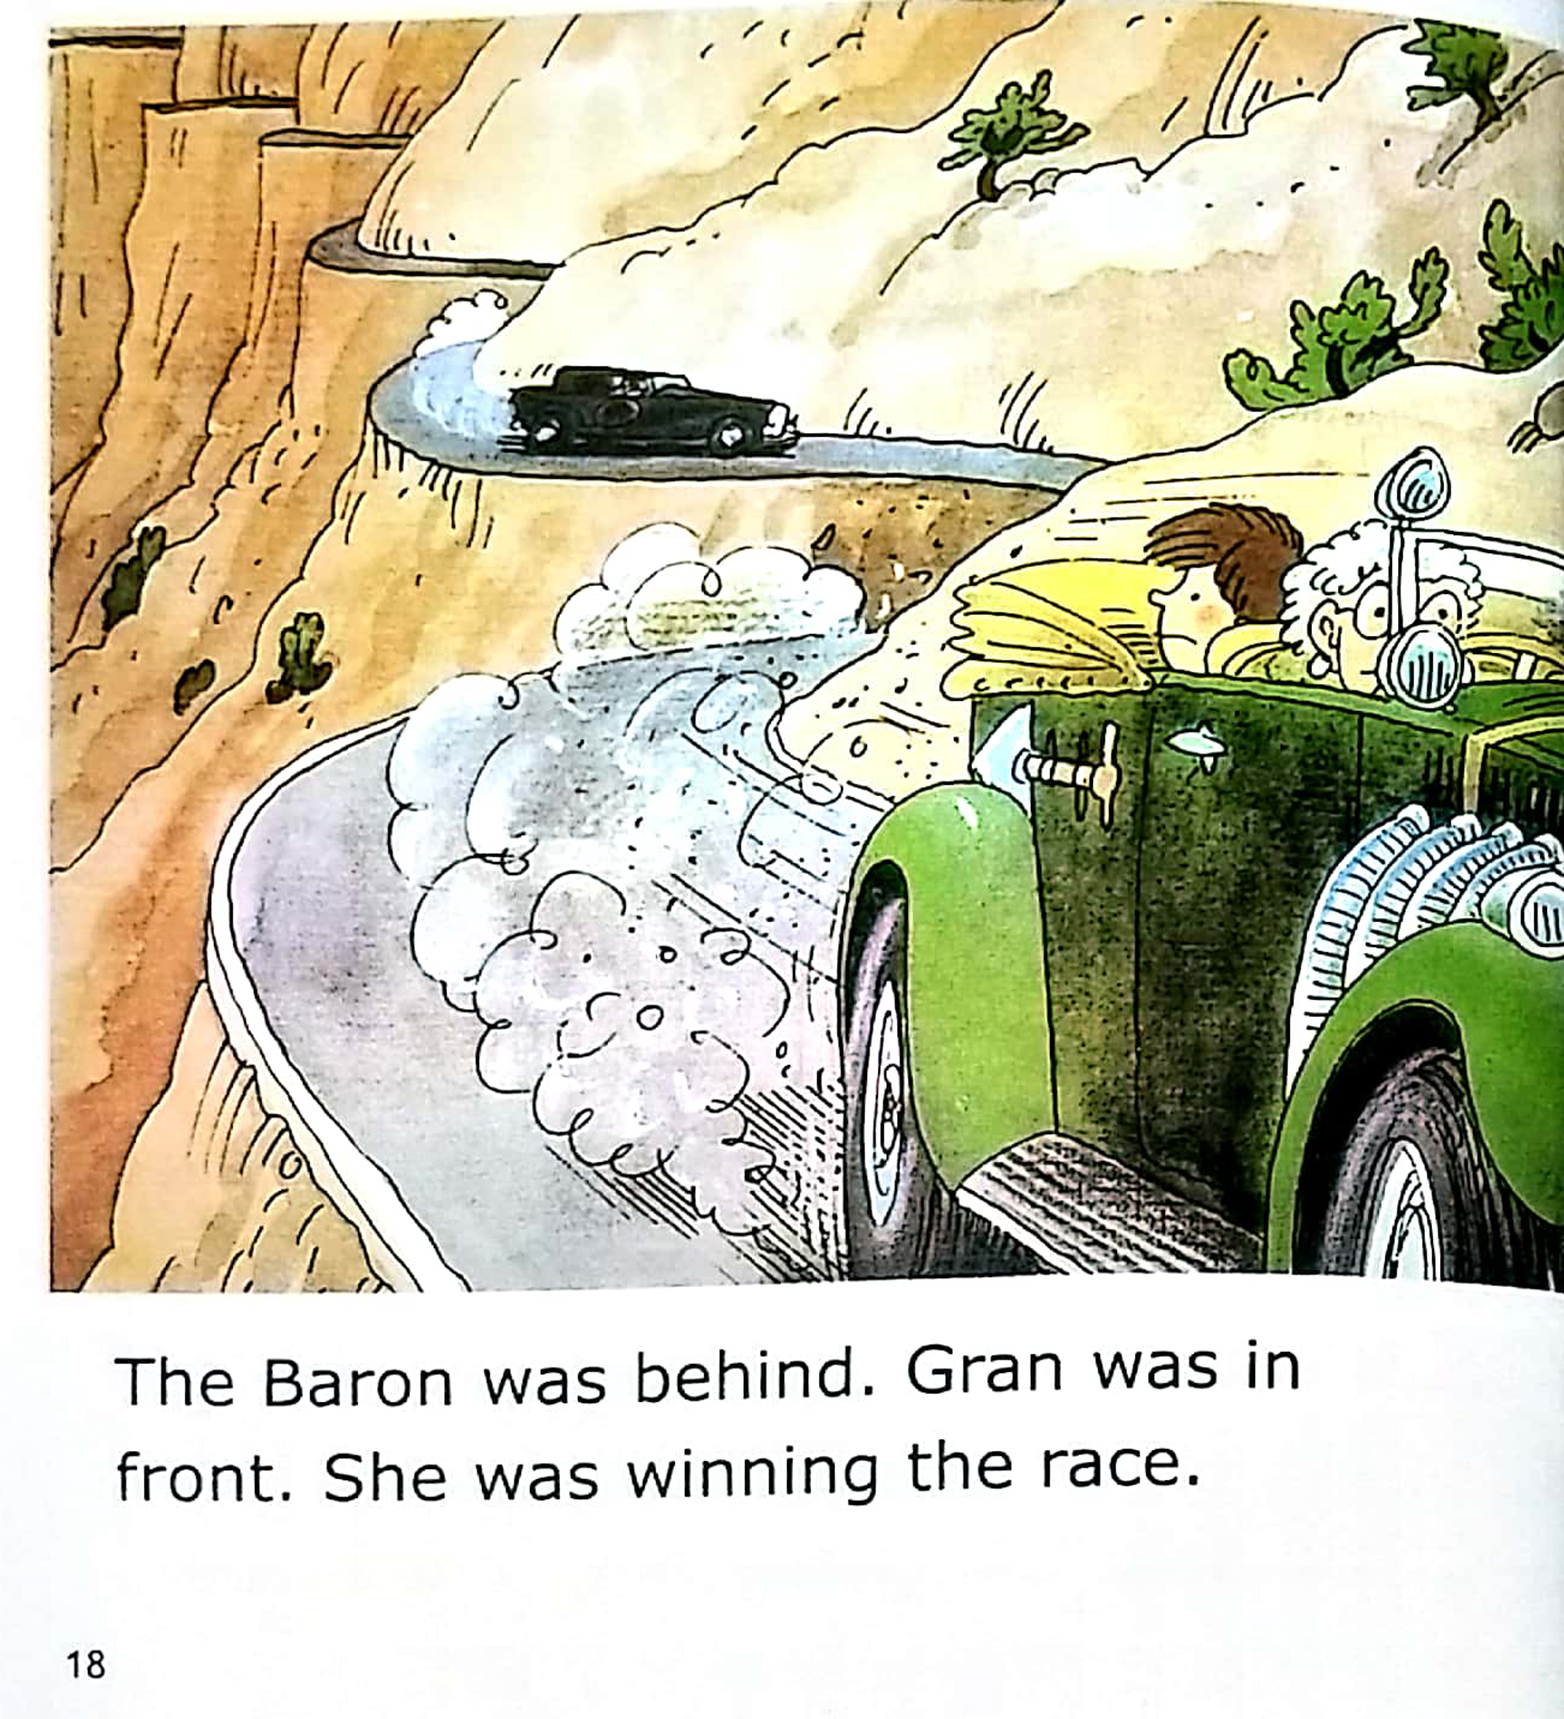 The Baron was behind. Gran was in
front. She was winning the race.
18